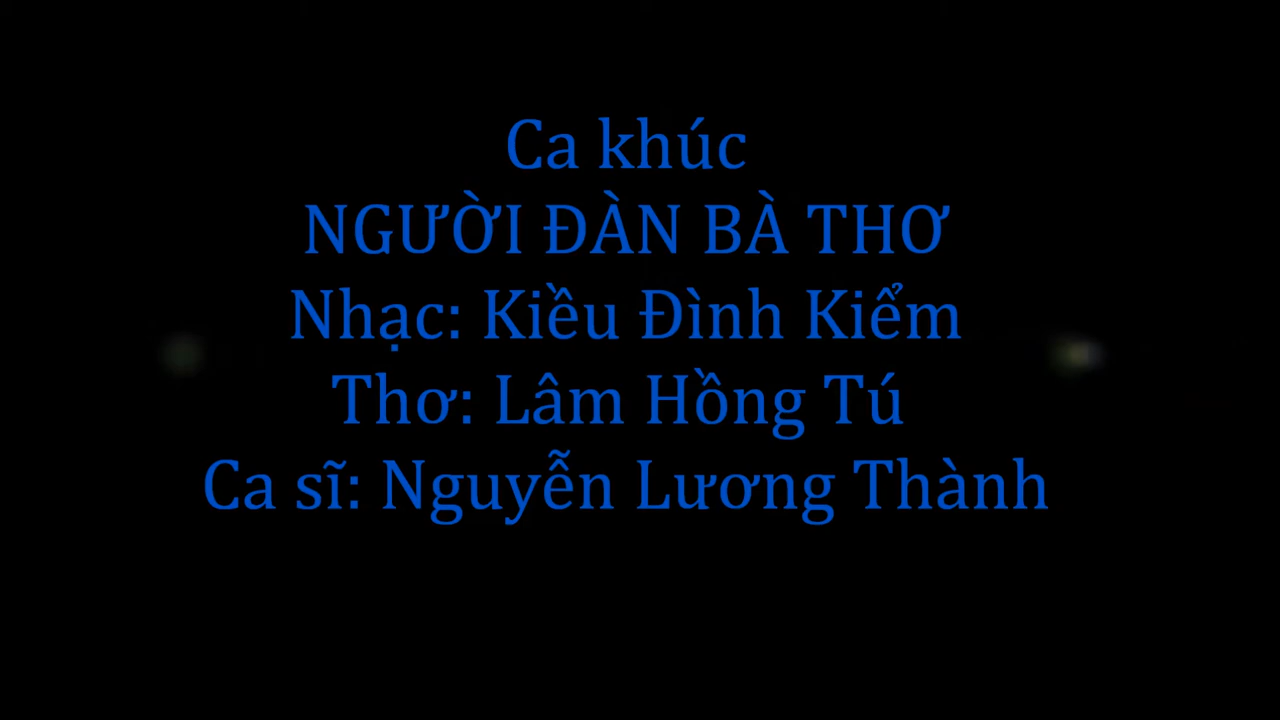 Ca khúc
NGƯỜI ĐÀN BÀ THƠ
Nhạc: Kiều Đình Kiểm
Thơ: Lâm Hồng Tú
Ca sĩ: Nguyễn Lương Thành